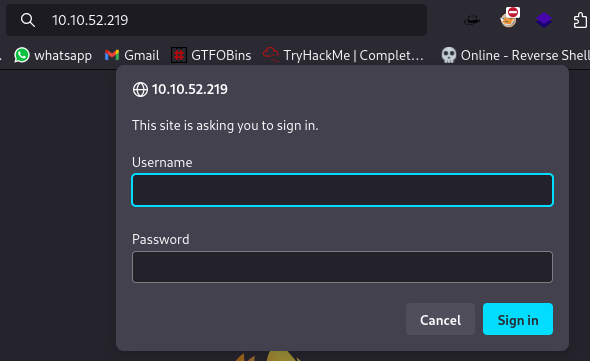 10.10.52.219
whatsapp Gmail GTFOBins TryHackMe | Complet… Online - Reverse Shell
10.10.52.219
This site is asking you to sign in.
Username
Password
Cancel Sign in